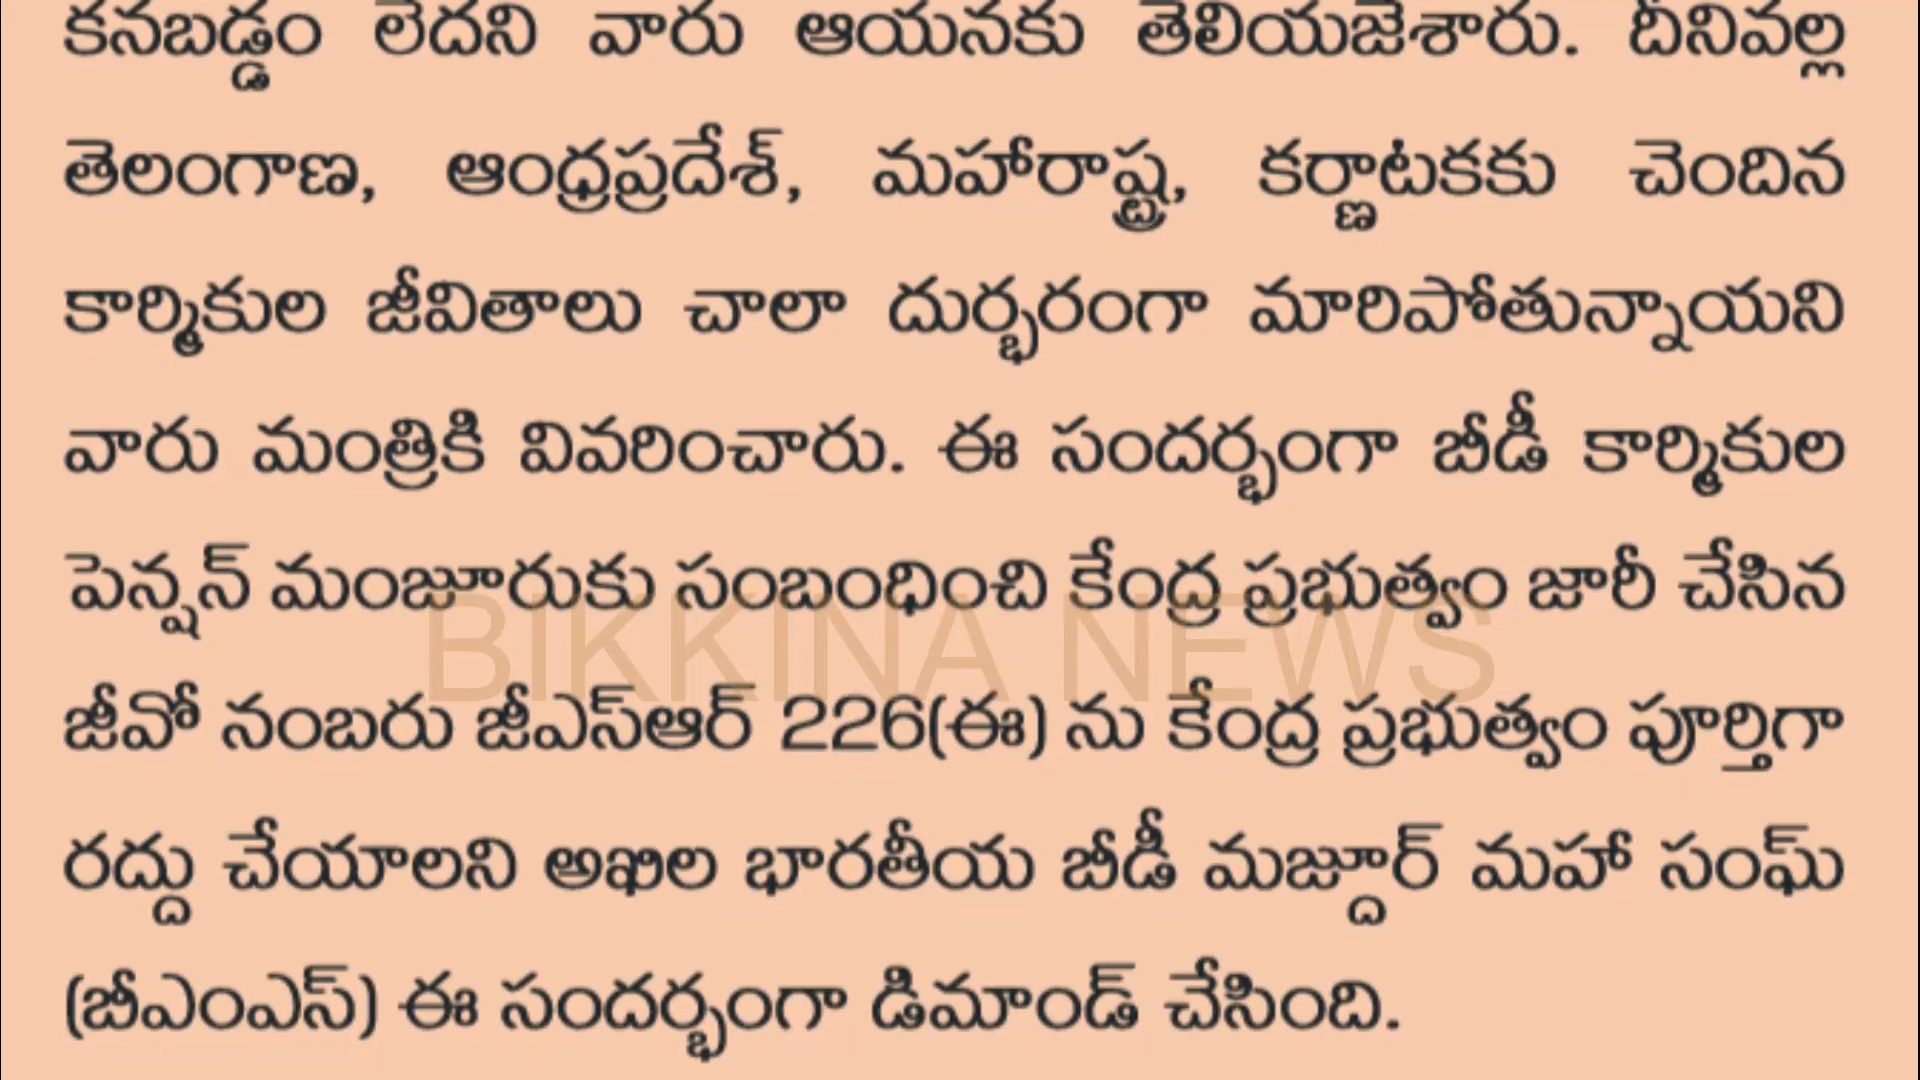 కనబడ్డం లేదని వారు ఆయనకు తెలియజేశారు. దీనివల్ల
తెలంగాణ, ఆంధ్రప్రదేశ్, మహారాష్ట్ర, కర్ణాటకకు చెందిన
కార్మికుల జీవితాలు చాలా దుర్భరంగా మారిపోతున్నాయని
వారు మంత్రికి వివరించారు. ఈ సందర్భంగా బీడీ కార్మికుల
పెన్షన్ మంజూరుకు సంబంధించి కేంద్ర ప్రభుత్వం జారీ చేసిన
BIKKINA NEWS
జీవో నంబరు జీఎస్ఆర్ 226(ఈ) ను కేంద్ర ప్రభుత్వం పూర్తిగా
రద్దు చేయాలని అఖిల భారతీయ బీడీ మజ్దూర్ మహా సంఘ్
(బీఎంఎస్) ఈ సందర్భంగా డిమాండ్ చేసింది.